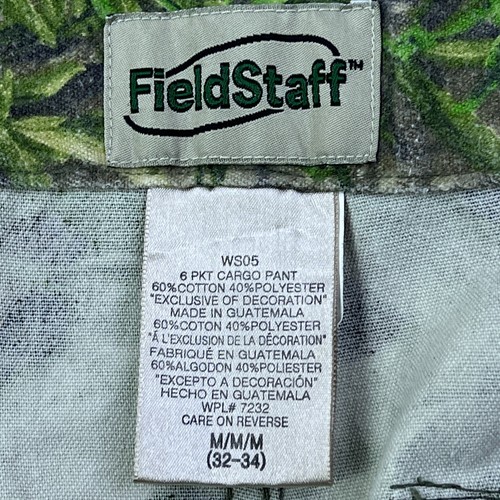 FieldStaff™
WS05
6 PKT CARGO PANT
60%COTTON 40%POLYESTER
"EXCLUSIVE OF DECORATION"
MADE IN GUATEMALA
60%COTON 40%POLYESTER
"À L'EXCLUSION DE LA DÉCORATION"
FABRIQUÉ EN GUATEMALA
60%ALGODON 40%POLIESTER
"EXCEPTO A DECORACIÓN"
HECHO EN GUATEMALA
WPL# 7232
CARE ON REVERSE
M/M/M
(32-34)